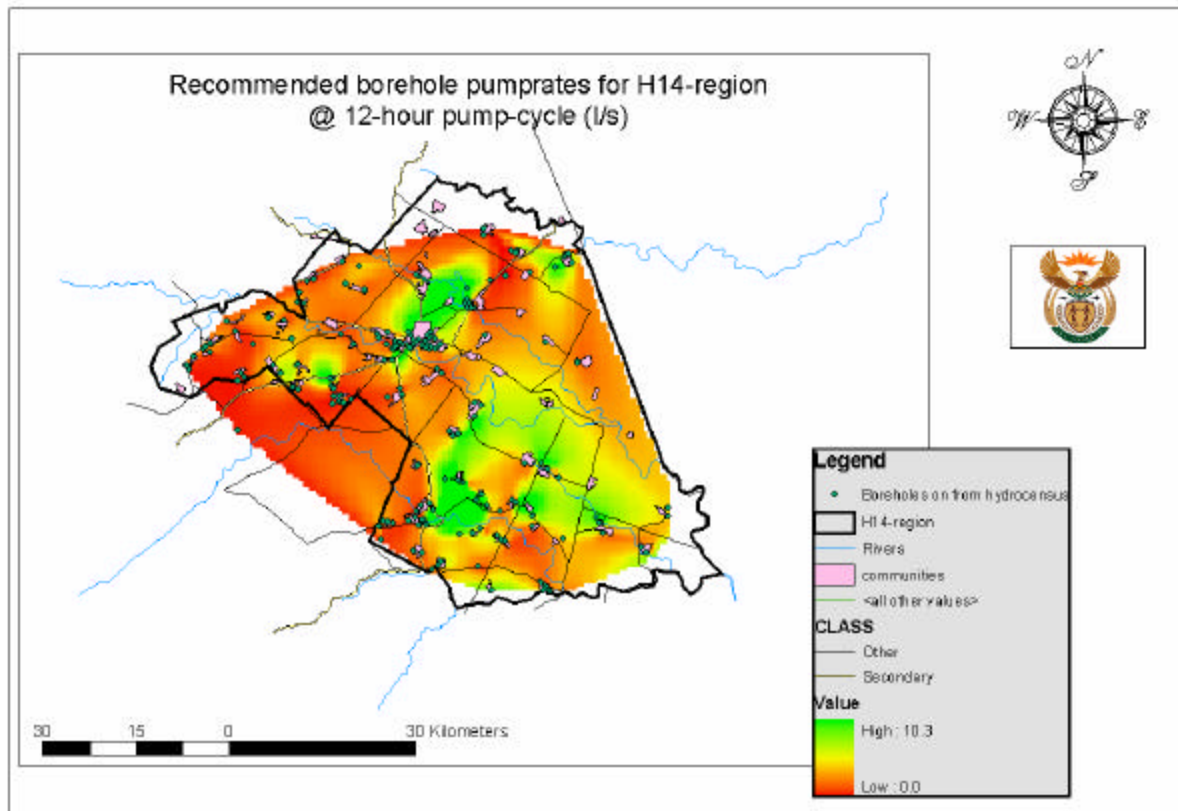 Recommended borehole pumprates for H14-region
@ 12-hour pump-cycle (l/s)
N
W
E
S
Legend
Boreholes on from hydrocensus
H14-region
Rivers
communities
<all other values>
CLASS
Other
Secondary
Value
High : 10.3
Low : 0.0
30 15 0 30 Kilometers